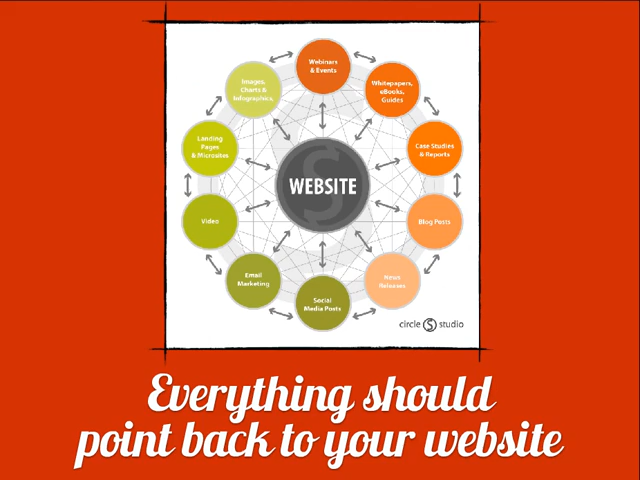 Webinars
& Events
Whitepapers,
eBooks,
Guides
Case Studies
& Reports
Blog Posts
News
Releases
Social
Media Posts
Email
Marketing
Video
Landing
Pages
& Microsites
Images,
Charts &
Infographics
WEBSITE
circle S studio
Everything should
point back to your website